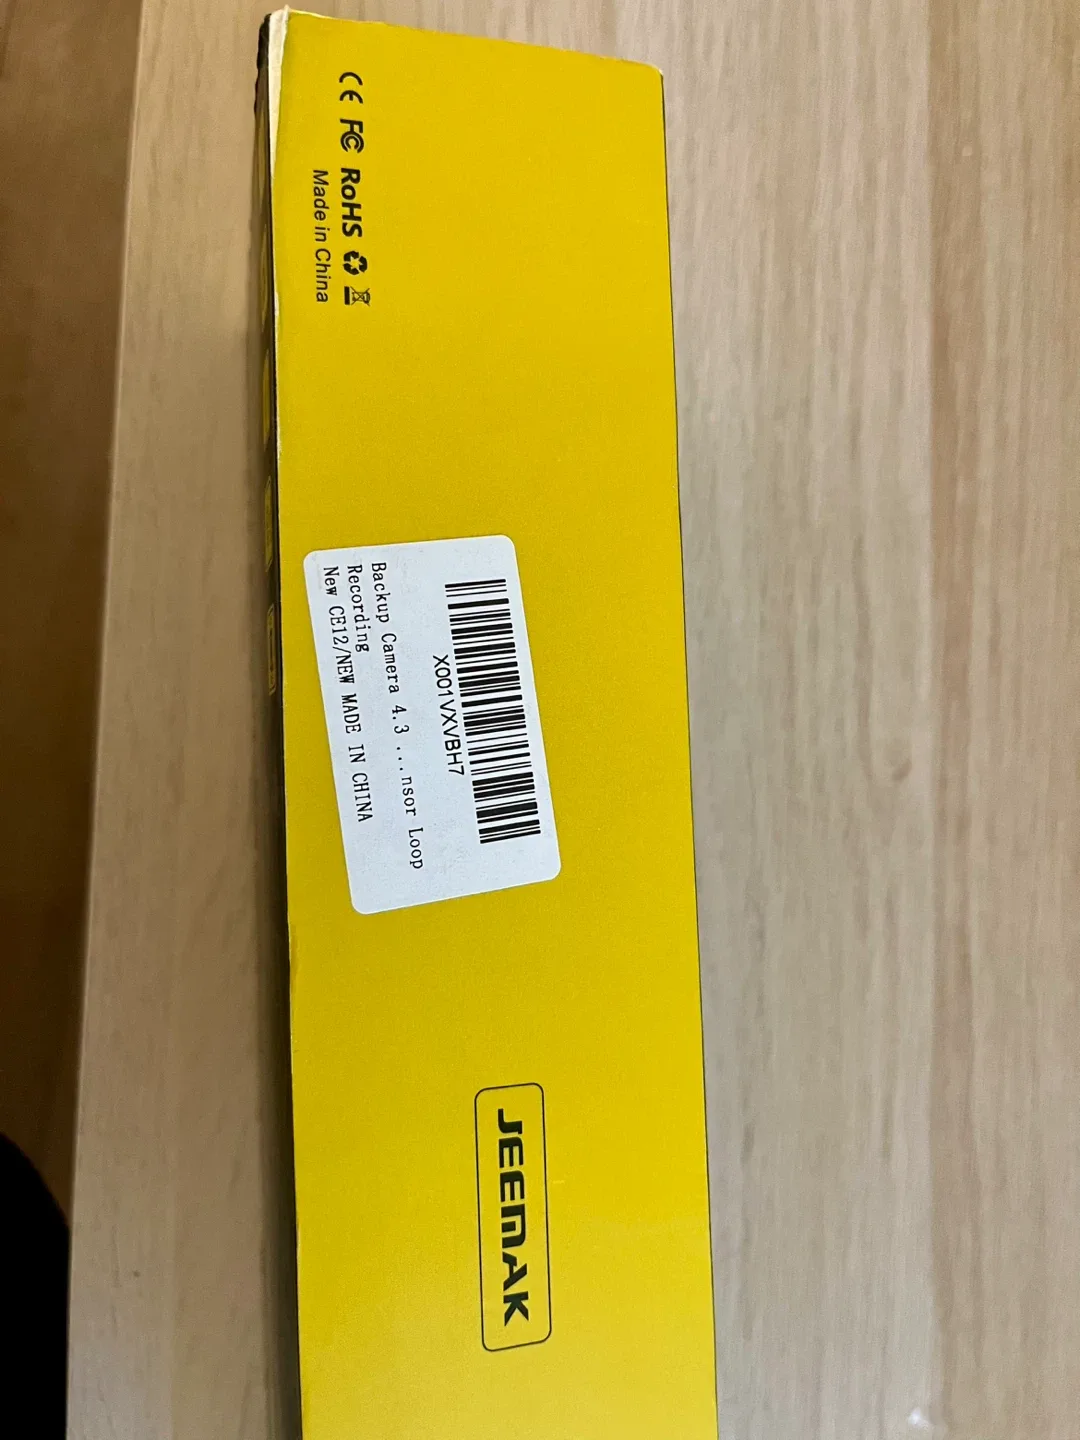 CE FC RoHS
Made in China
X001VXVBH7
Backup Camera 4.3 ...nsor Loop
Recording
New CE12/NEW MADE IN CHINA
JEEMAK